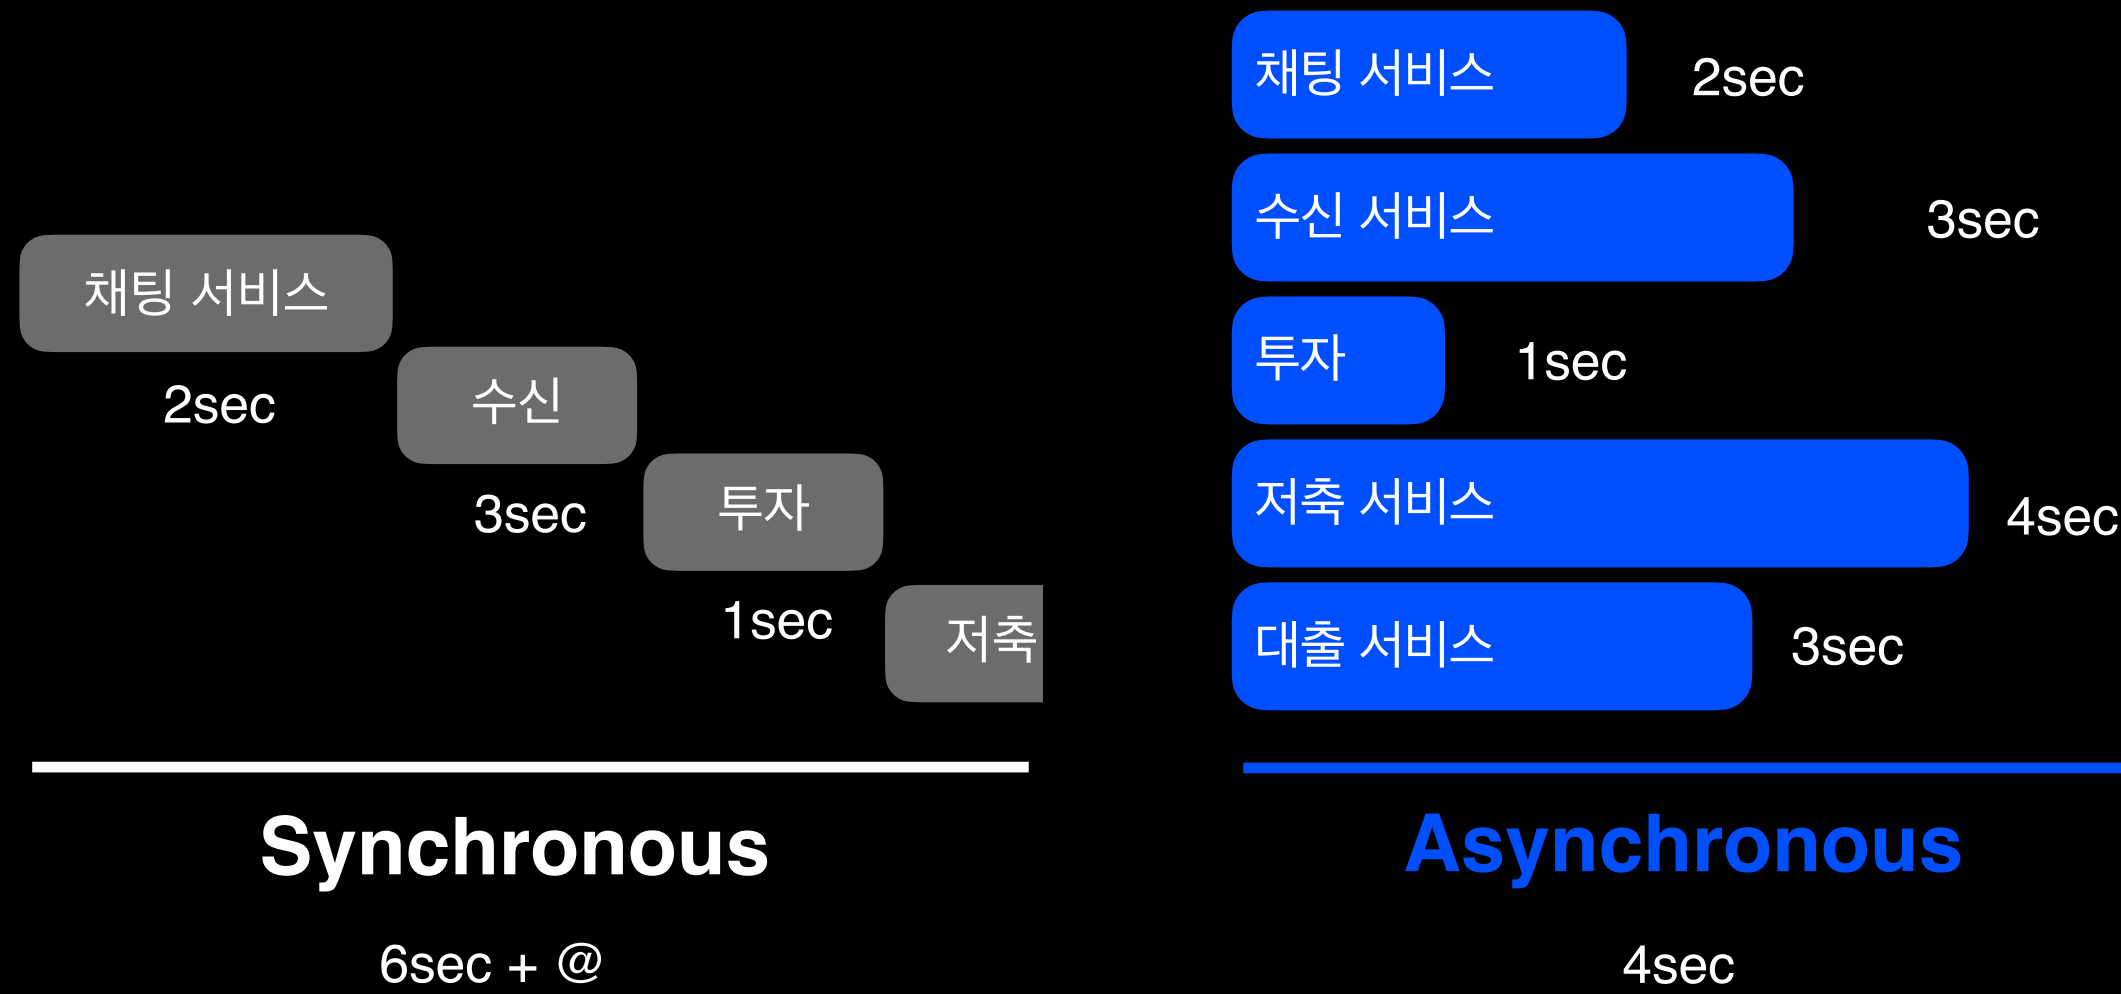 채팅 서비스
2sec
수신
3sec
투자
1sec
저축
Synchronous
6sec + @
채팅 서비스
2sec
수신 서비스
3sec
투자
1sec
저축 서비스
4sec
대출 서비스
3sec
Asynchronous
4sec